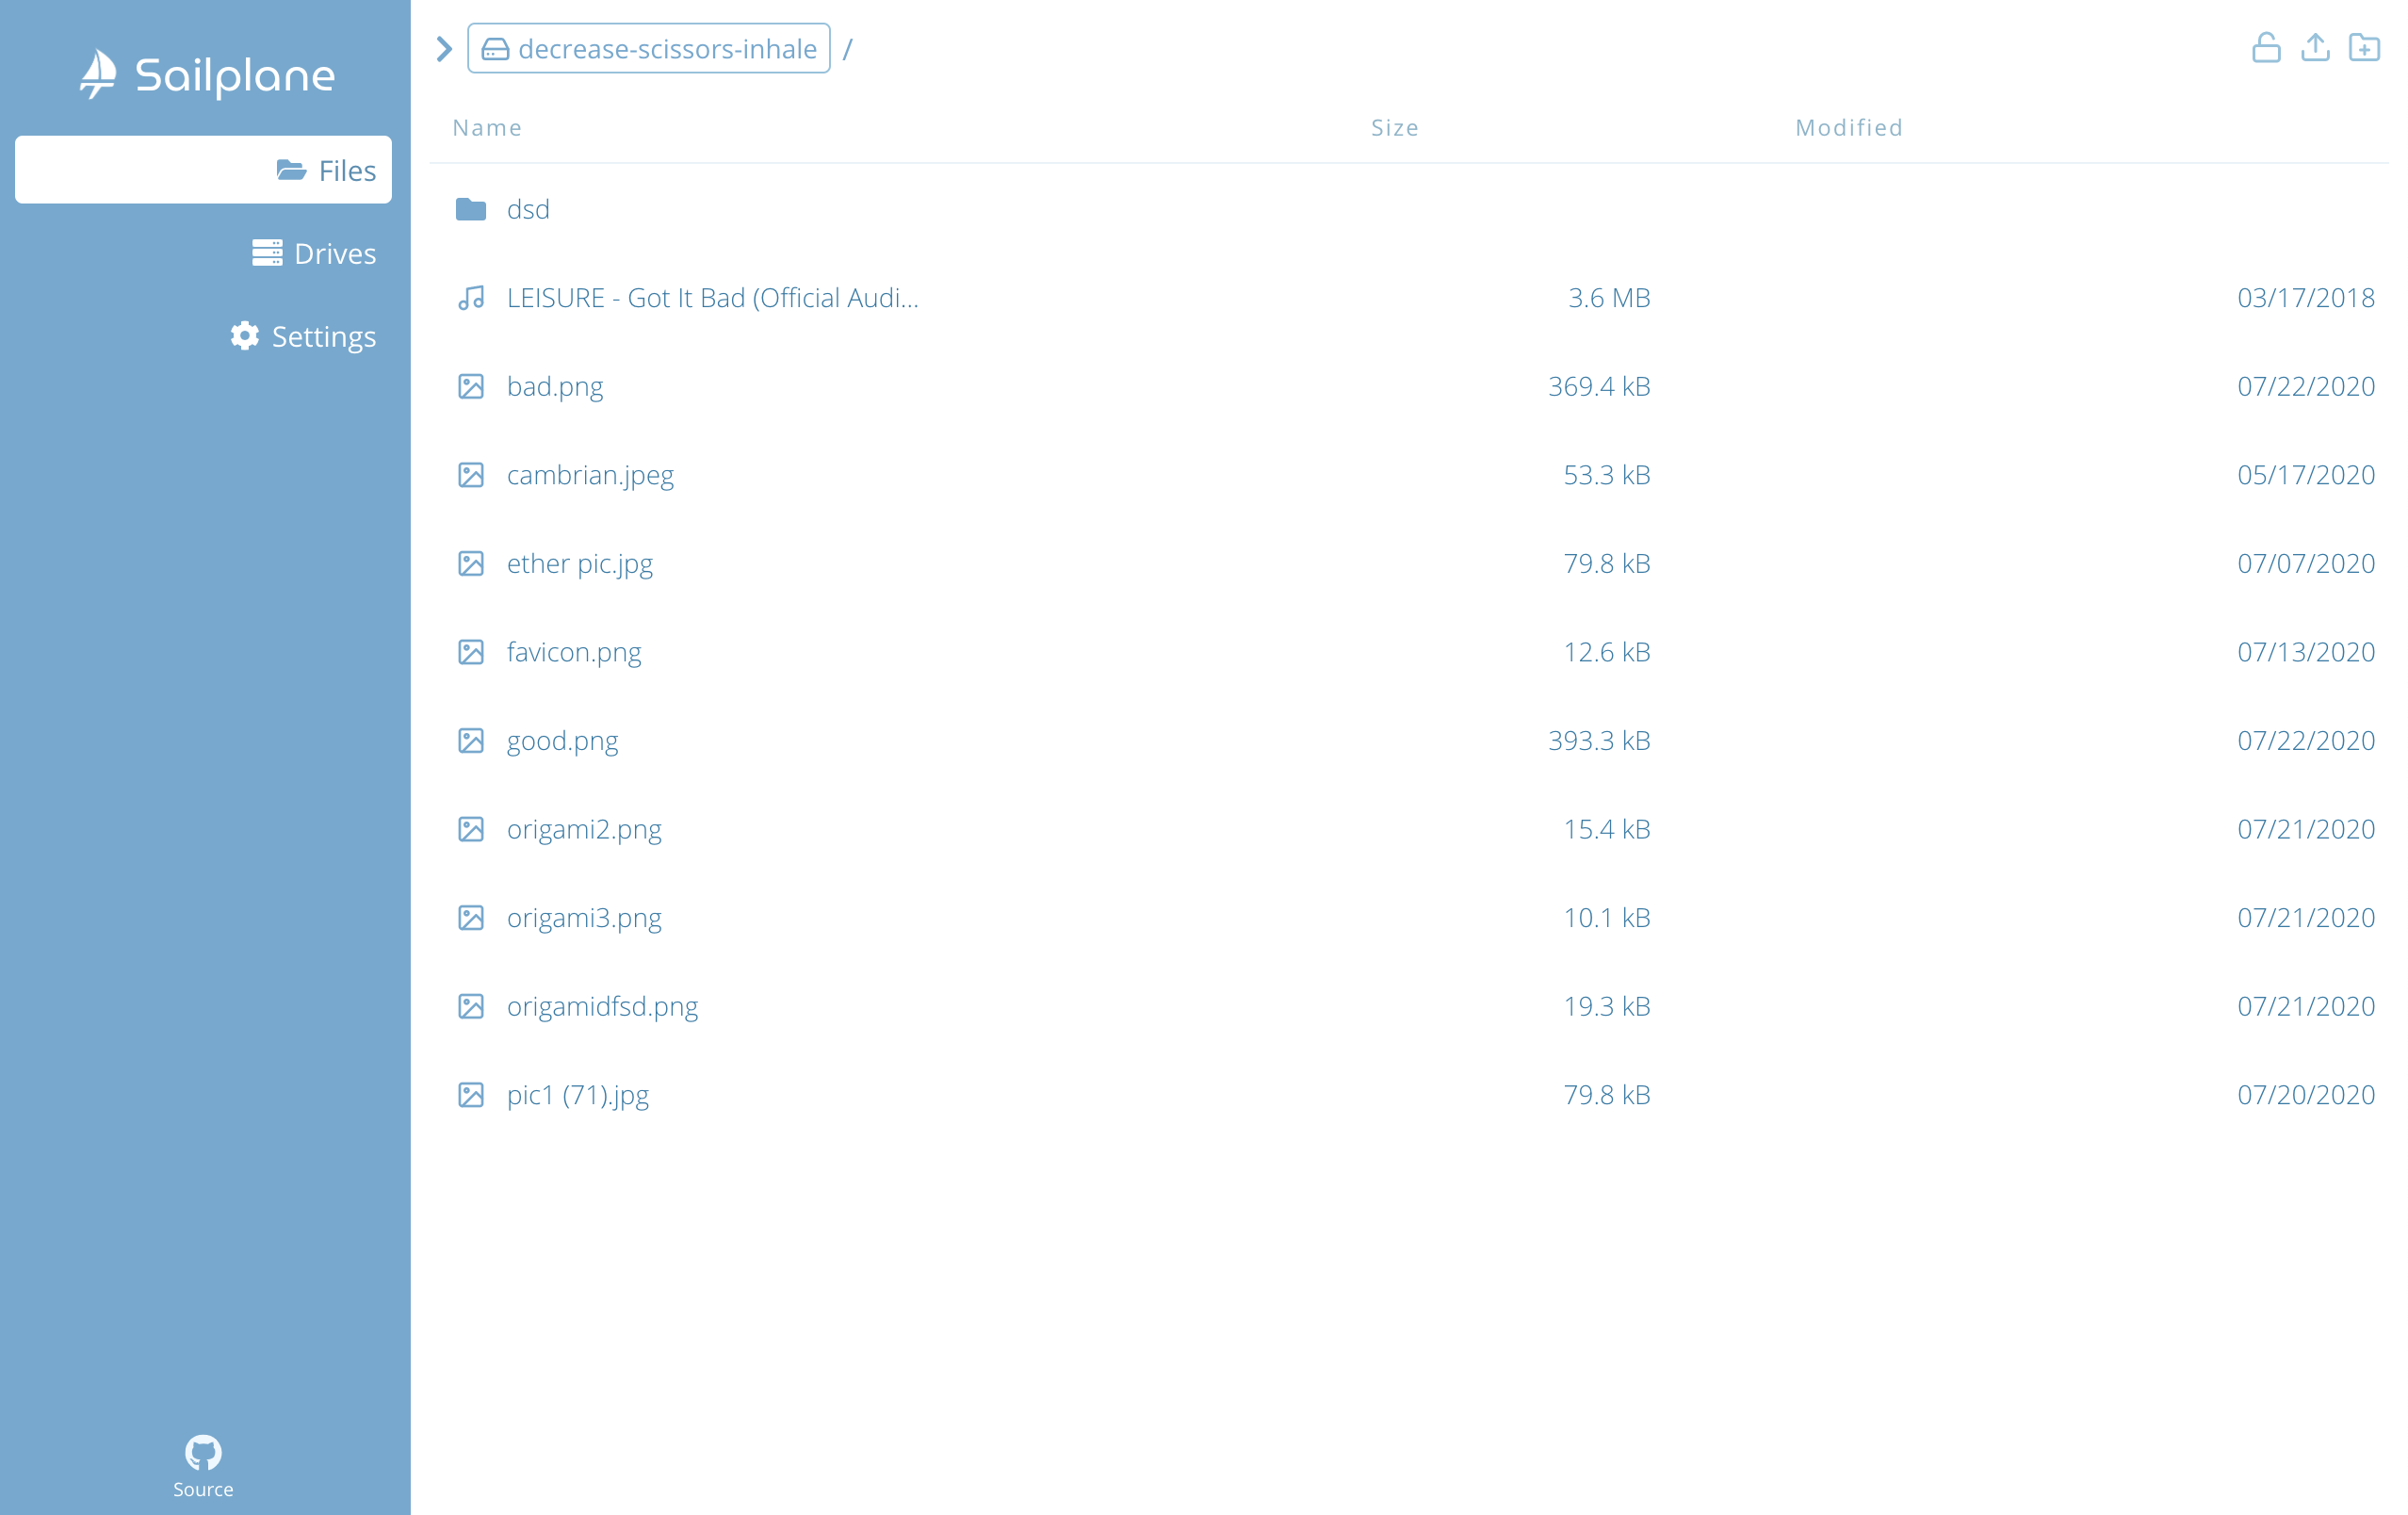 Sailplane
Files
Drives
Settings
Source
decrease-scissors-inhale /
Name Size Modified
dsd
LEISURE - Got It Bad (Official Audi... 3.6 MB 03/17/2018
bad.png 369.4 kB 07/22/2020
cambrian.jpeg 53.3 kB 05/17/2020
ether pic.jpg 79.8 kB 07/07/2020
favicon.png 12.6 kB 07/13/2020
good.png 393.3 kB 07/22/2020
origami2.png 15.4 kB 07/21/2020
origami3.png 10.1 kB 07/21/2020
origamidfsd.png 19.3 kB 07/21/2020
pic1 (71).jpg 79.8 kB 07/20/2020